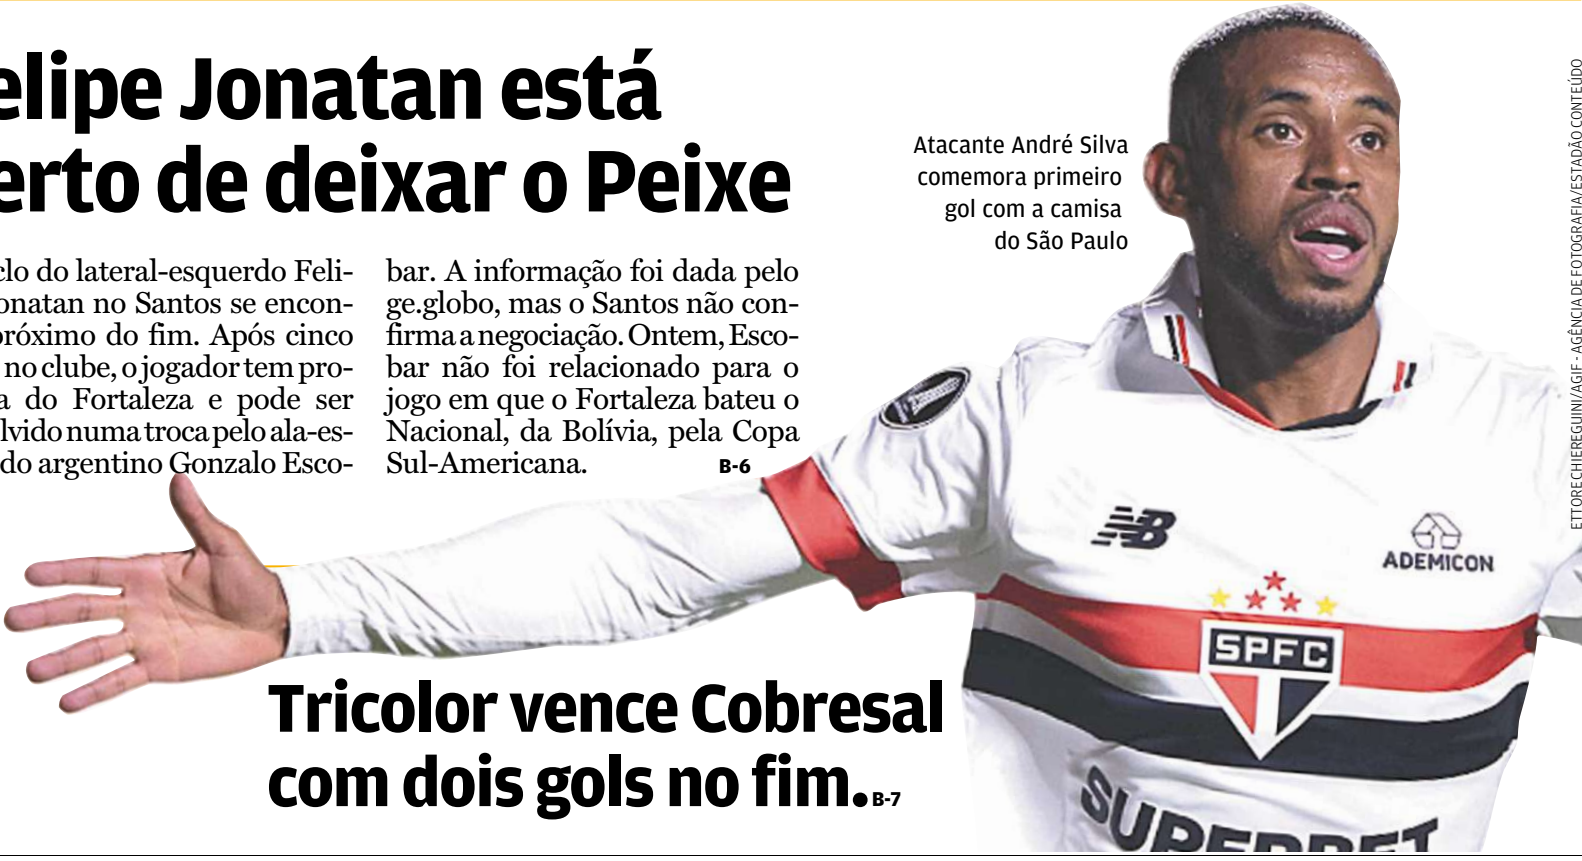 elipe Jonatan está
erto de deixar o Peixe
clo do lateral-esquerdo Feli-
onatan no Santos se encon-
próximo do fim. Após cinco
no clube, o jogador tem pro-
a do Fortaleza e pode ser
lvido numa troca pelo ala-es-
do argentino Gonzalo Esco-
bar. A informação foi dada pelo
ge.globo, mas o Santos não con-
firma a negociação. Ontem, Esco-
bar não foi relacionado para o
jogo em que o Fortaleza bateu o
Nacional, da Bolívia, pela Copa
Sul-Americana. B-6
Atacante André Silva
comemora primeiro
gol com a camisa
do São Paulo
ETTORE CHIEREGUINI/AGIF - AGÊNCIA DE FOTOGRAFIA/ESTADÃO CONTEÚDO
NB
ADEMICON
SPFC
SUPERBET
Tricolor vence Cobresal
com dois gols no fim. B-7